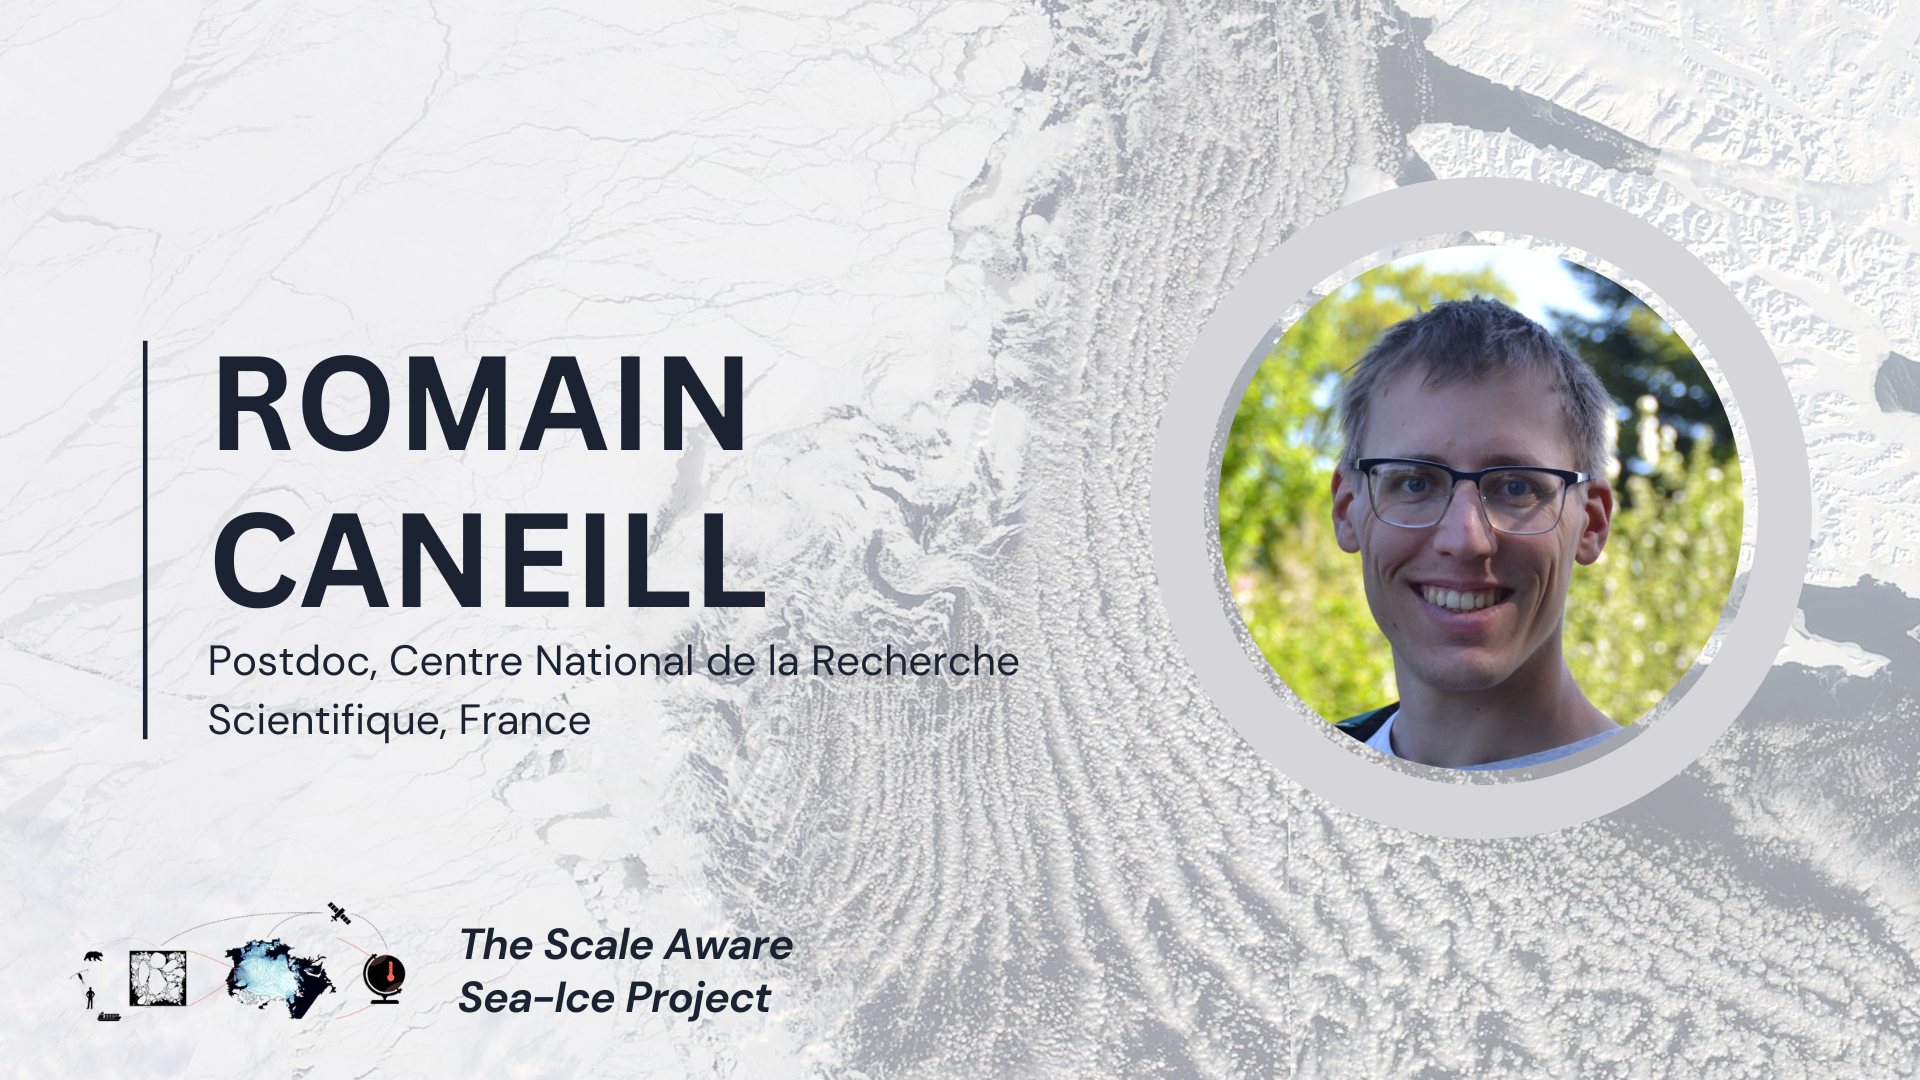 ROMAIN
CANEILL
Postdoc, Centre National de la Recherche
Scientifique, France
The Scale Aware
Sea-Ice Project